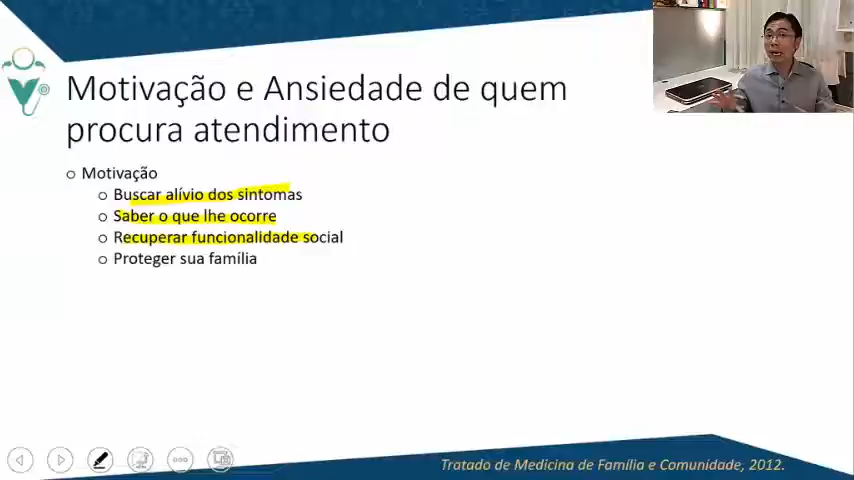 Motivação e Ansiedade de quem
procura atendimento
Motivação
Buscar alívio dos sintomas
Saber o que lhe ocorre
Recuperar funcionalidade social
Proteger sua família
Tratado de Medicina de Família e Comunidade, 2012.